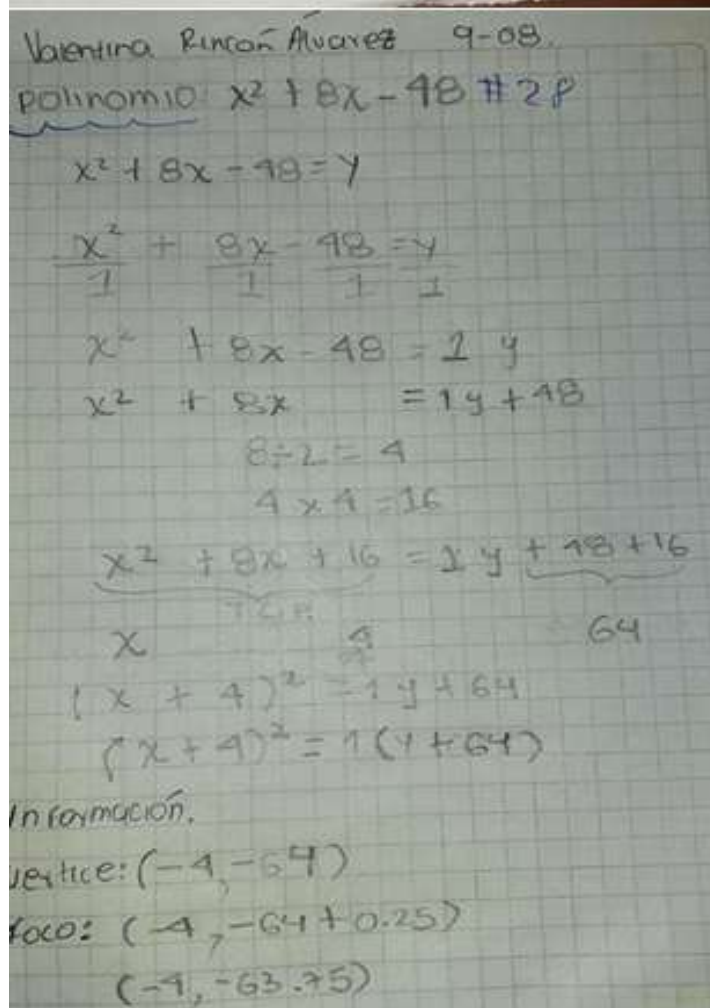 Valentina Rincón Álvarez 9-08.
polinomio x² + 8x - 48 #28
x² + 8x - 48 = y
x²/1 + 8x/1 - 48/1 = y/1
x² + 8x - 48 = 1 y
x² + 8x = 1y + 48
8÷2 = 4
4 x 4 = 16
x² + 8x + 16 = 1 y + 48 + 16
x 4 64
(x + 4)² = 1y + 64
(x + 4)² = 1(y + 64)
Información.
vertice: (-4, -64)
foco: (-4, -64 + 0.25)
(-4, -63.75)